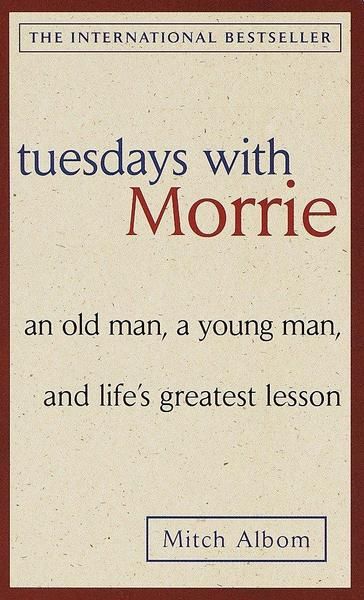 THE INTERNATIONAL BESTSELLER
tuesdays with
Morrie
an old man, a young man,
and life's greatest lesson
Mitch Albom